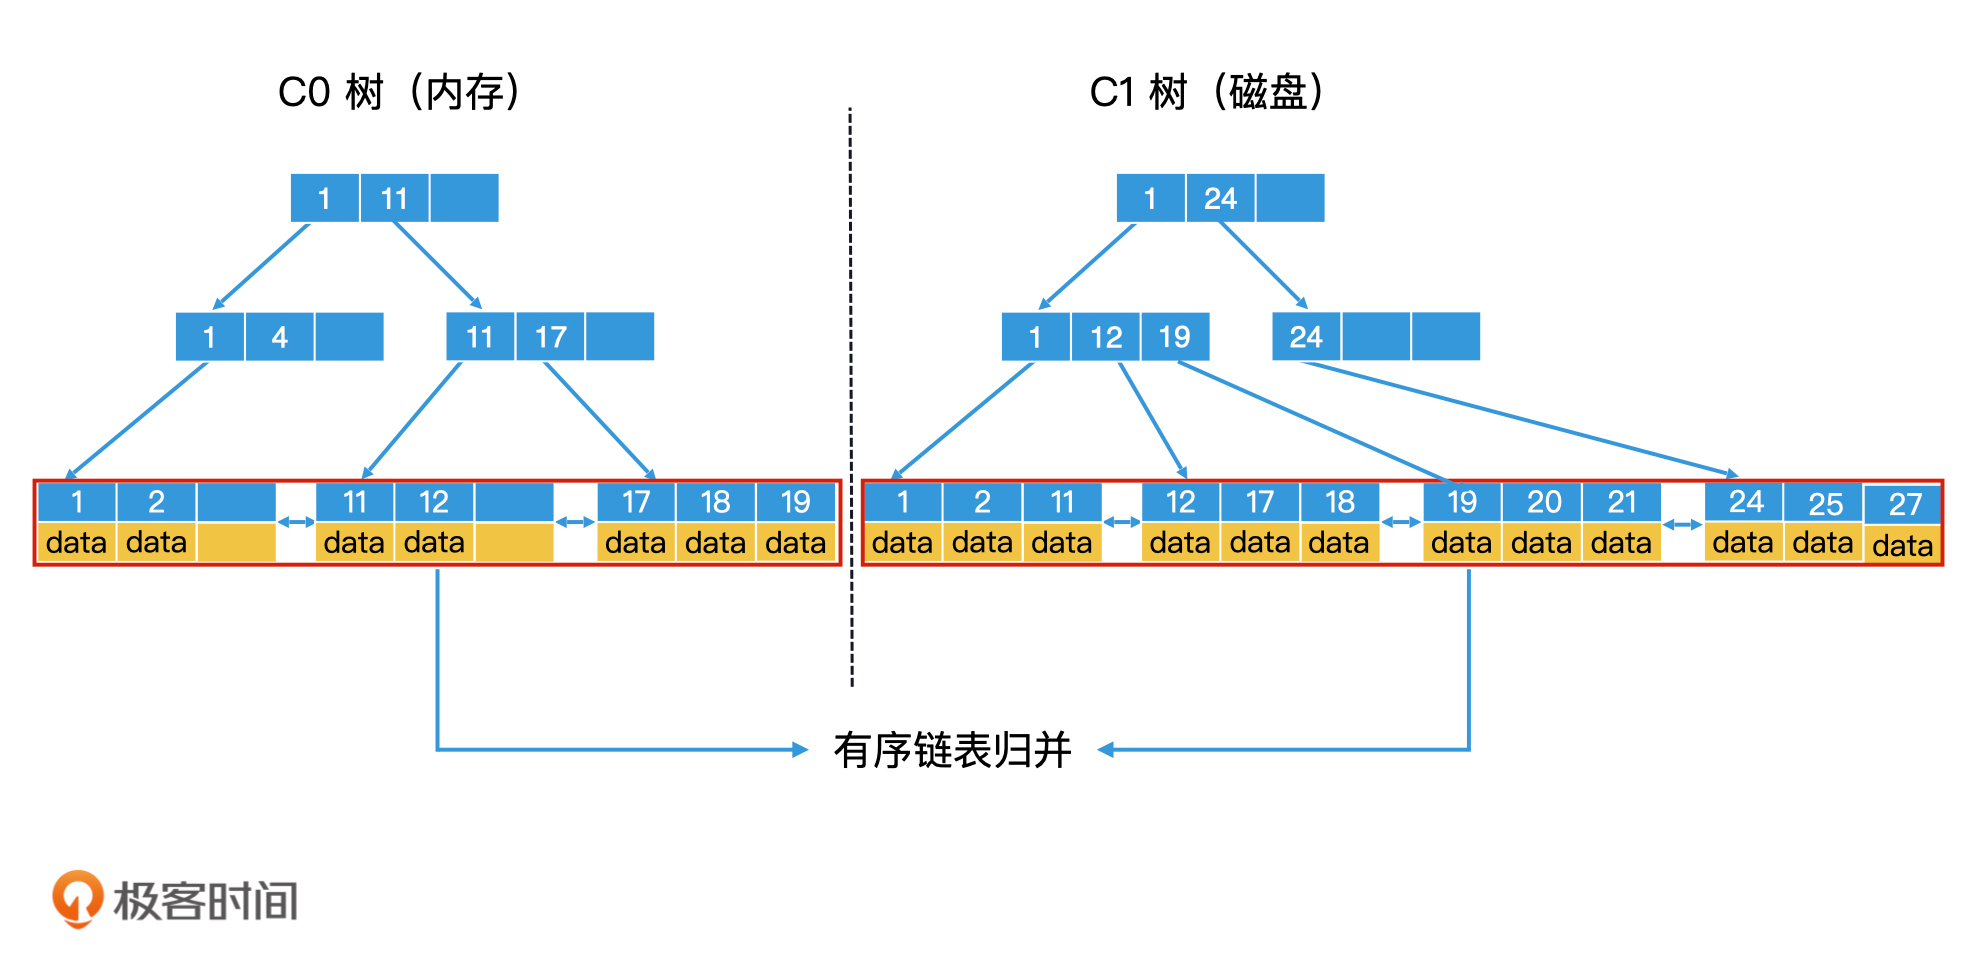 C0 树（内存）
C1 树（磁盘）
1 11
1 24
1 4
11 17
1 12 19
24
1 2
11 12
17 18 19
1 2 11
12 17 18
19 20 21
24 25 27
data data
data data
data data data
data data data
data data data
data data data
data data data
有序链表归并
极客时间